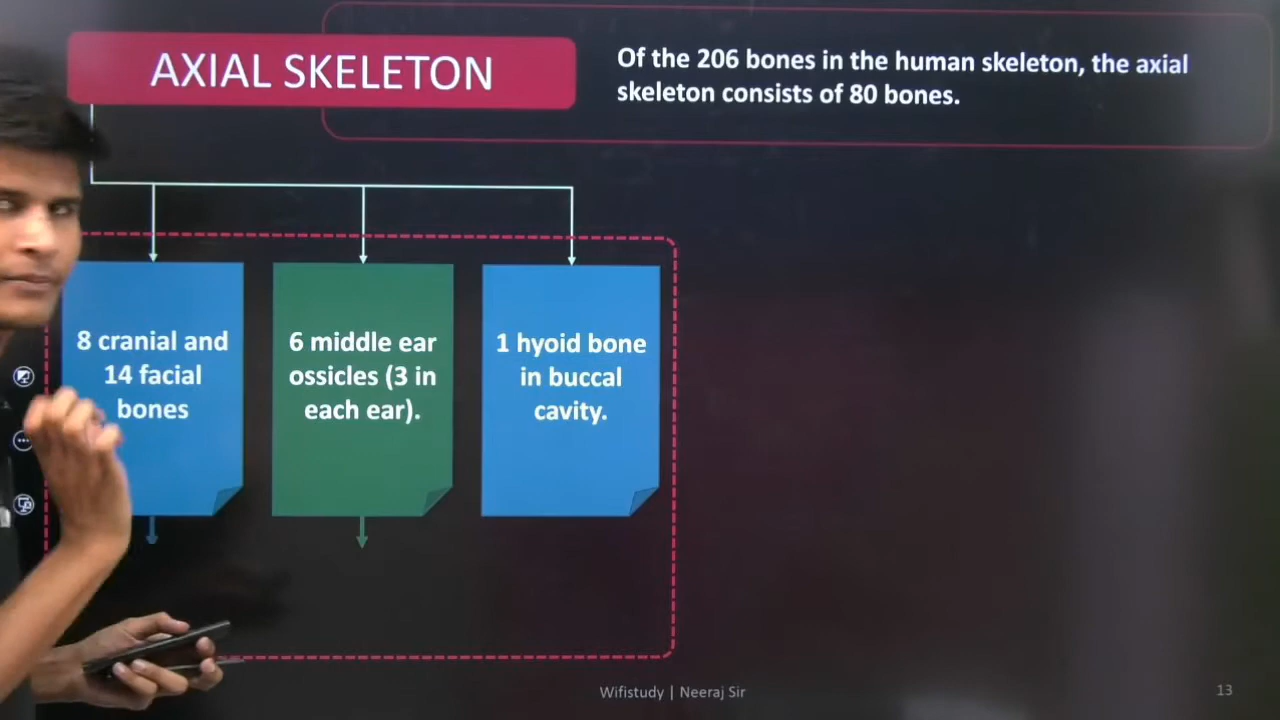 AXIAL SKELETON
Of the 206 bones in the human skeleton, the axial
skeleton consists of 80 bones.
8 cranial and
14 facial
bones
6 middle ear
ossicles (3 in
each ear).
1 hyoid bone
in buccal
cavity.
Wifistudy | Neeraj Sir
13